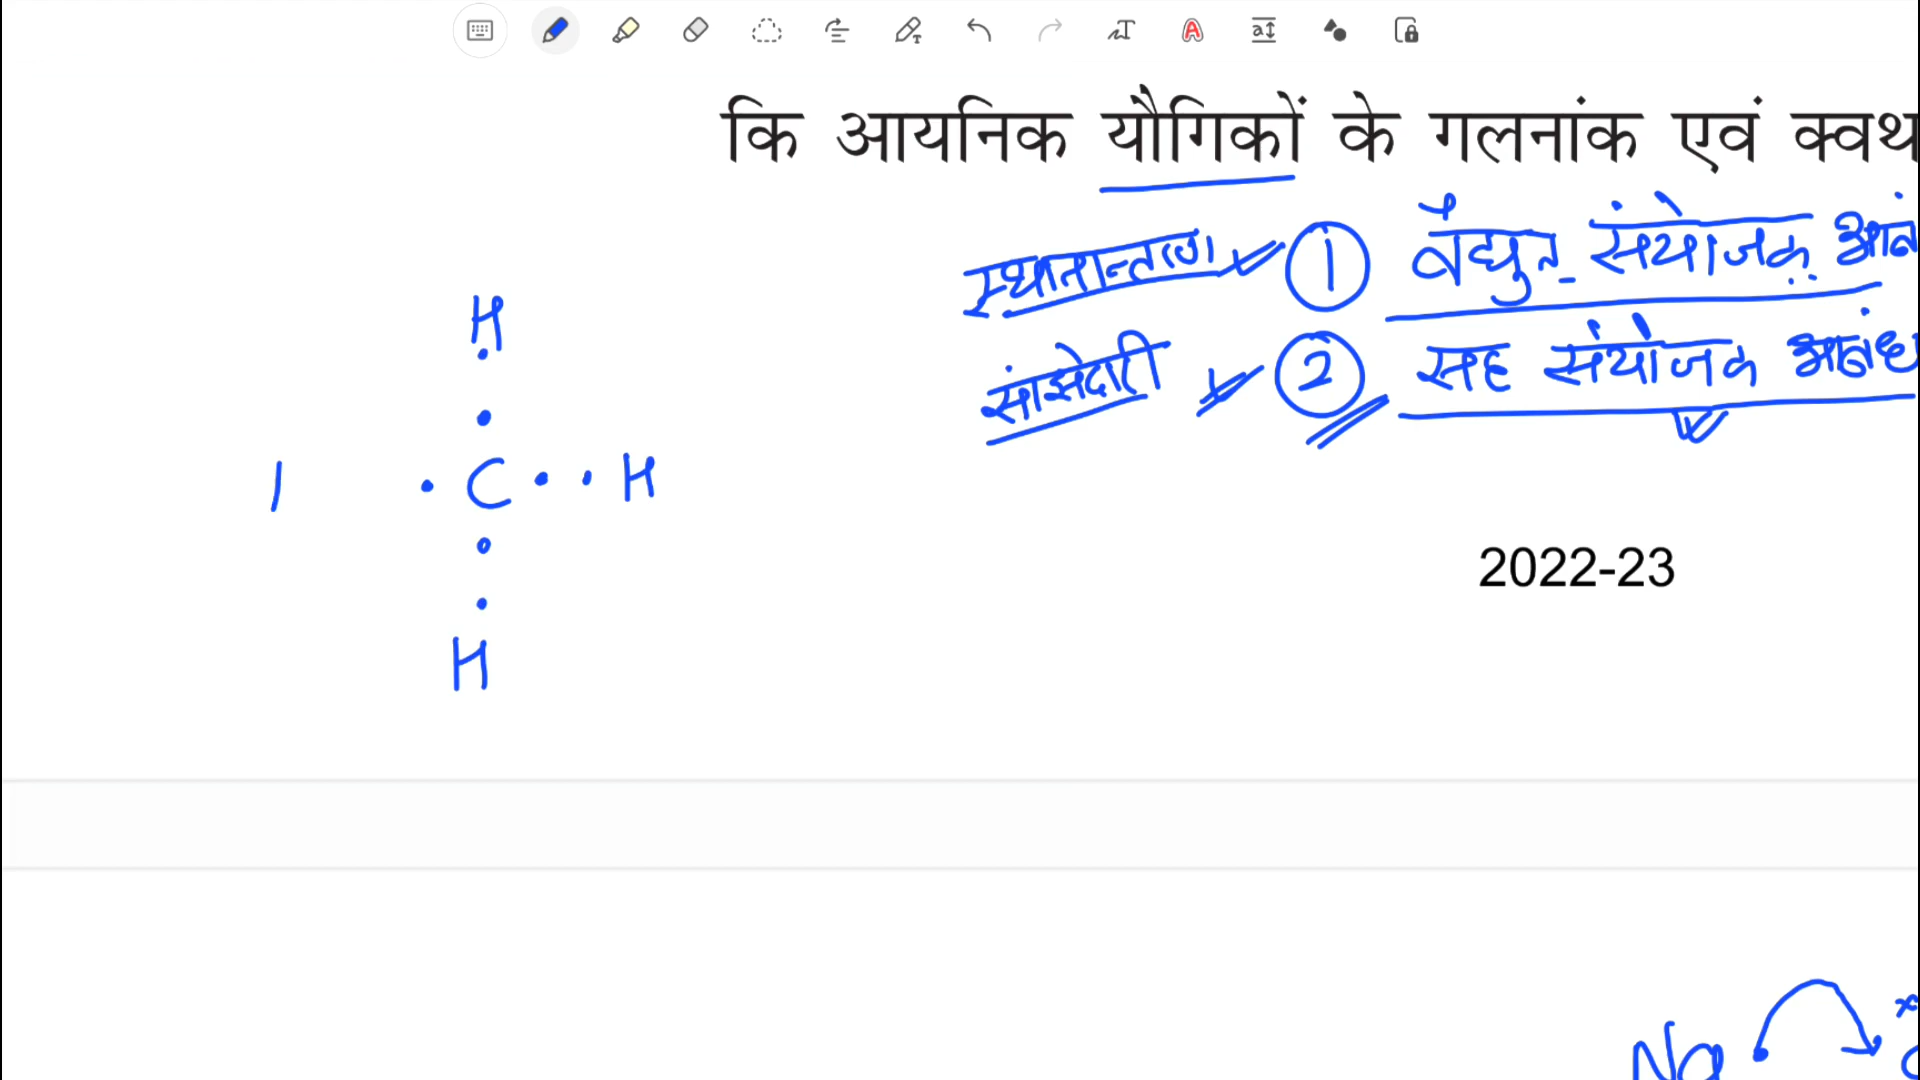 कि आयनिक यौगिकों के गलनांक एवं क्वथ
स्थानान्तरण ① वैद्युत संयोजक आबं
सांझेदारी ② सह संयोजक आबंध
H
C H
H
2022-23
Na